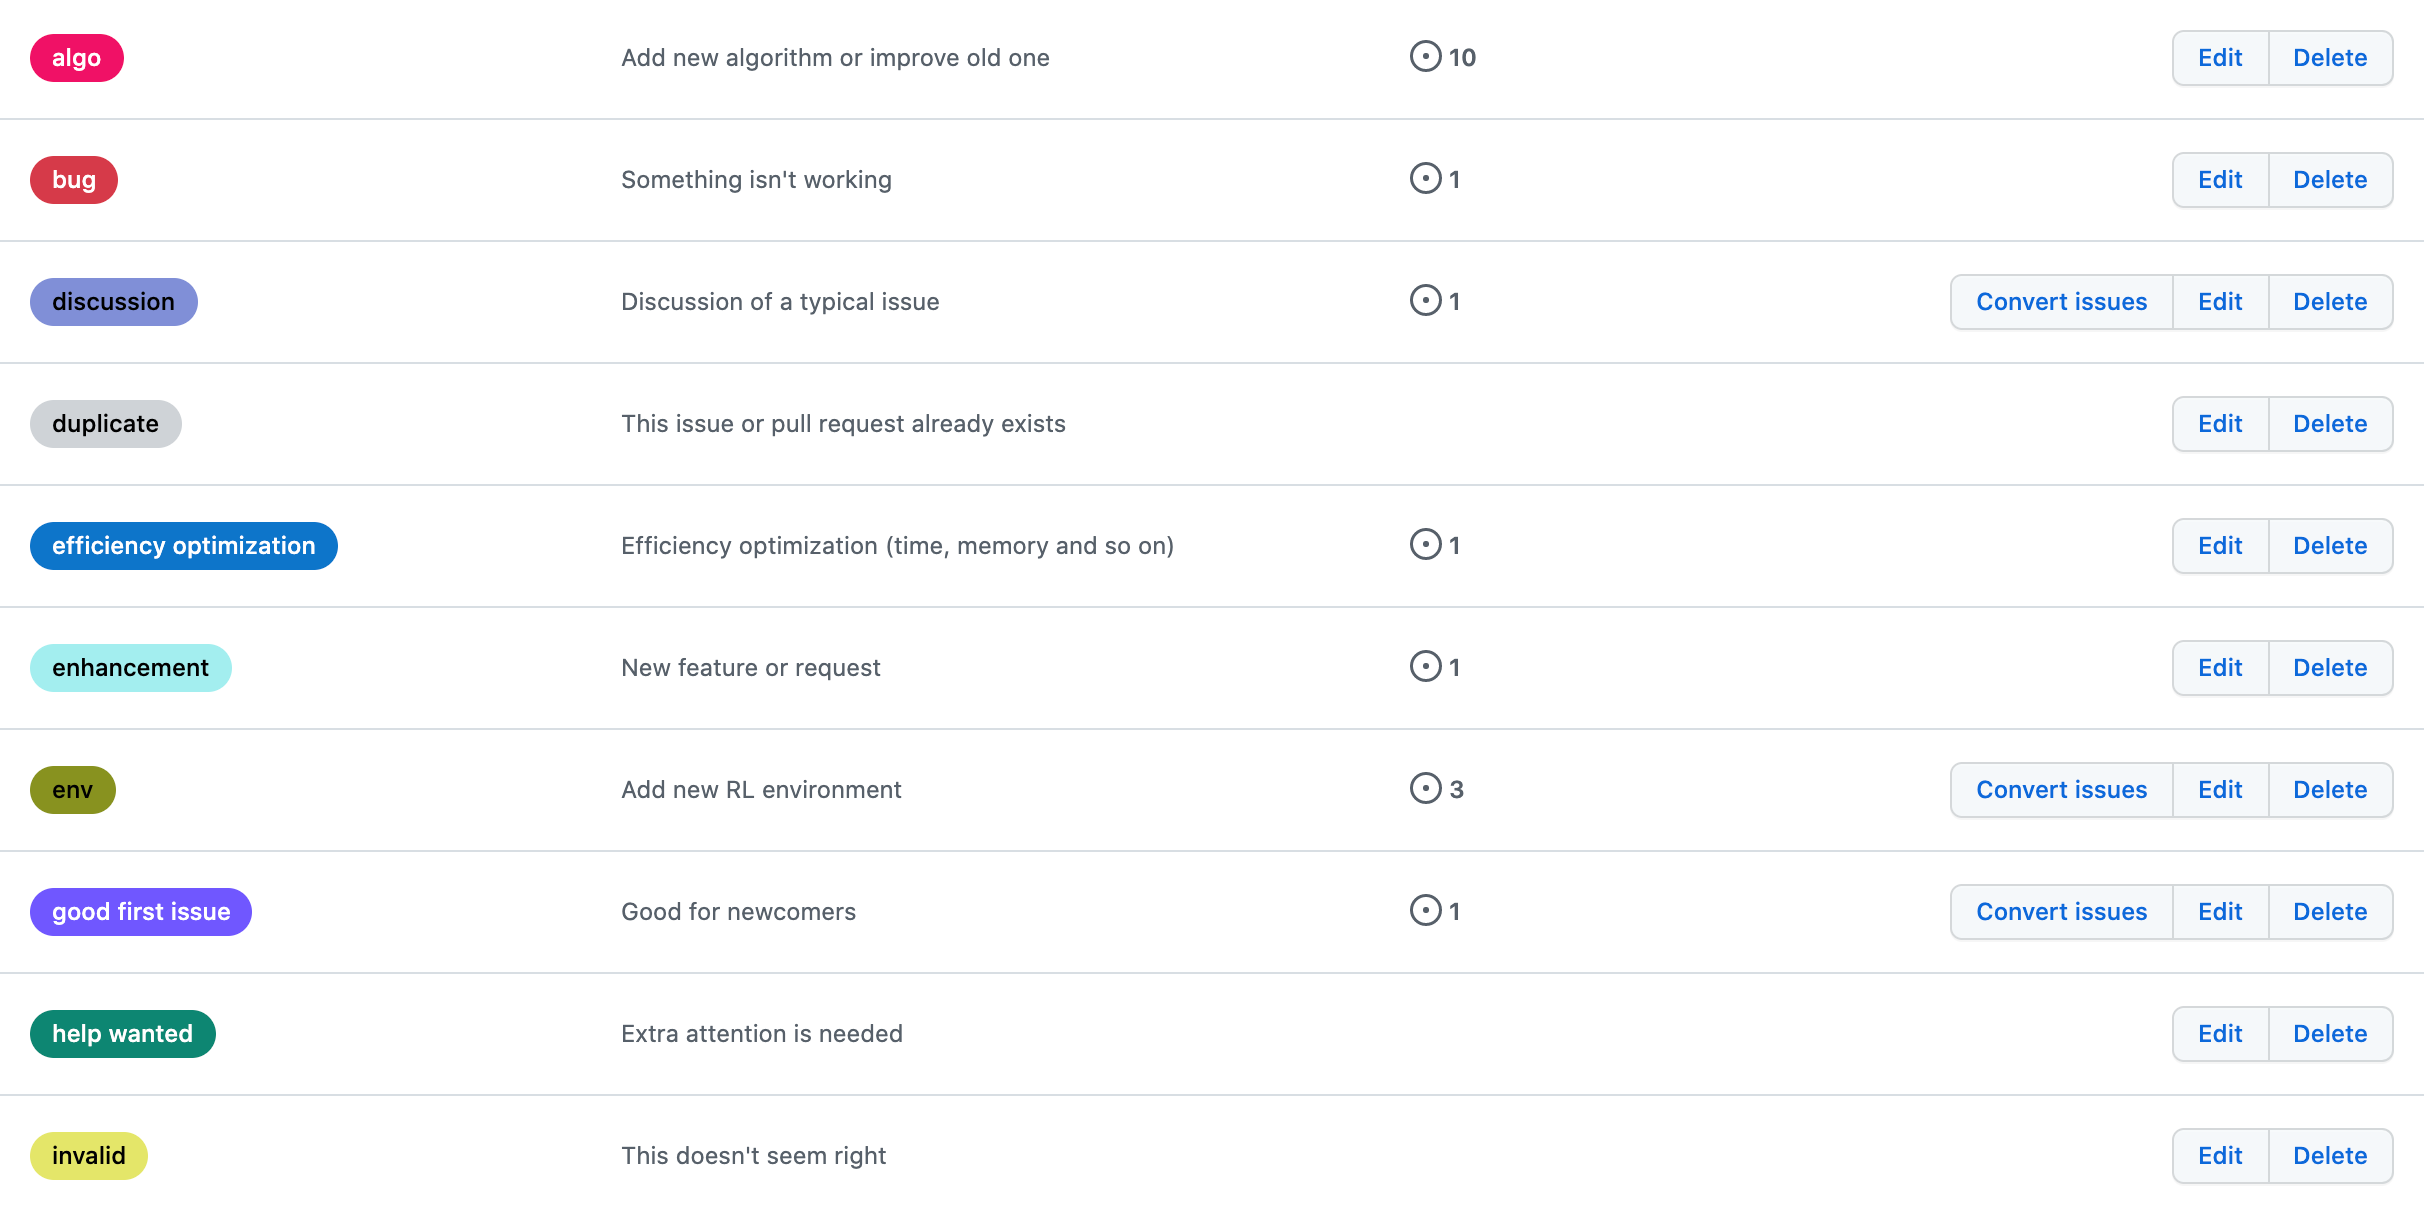 algo Add new algorithm or improve old one 10 Edit Delete
bug Something isn't working 1 Edit Delete
discussion Discussion of a typical issue 1 Convert issues Edit Delete
duplicate This issue or pull request already exists Edit Delete
efficiency optimization Efficiency optimization (time, memory and so on) 1 Edit Delete
enhancement New feature or request 1 Edit Delete
env Add new RL environment 3 Convert issues Edit Delete
good first issue Good for newcomers 1 Convert issues Edit Delete
help wanted Extra attention is needed Edit Delete
invalid This doesn't seem right Edit Delete